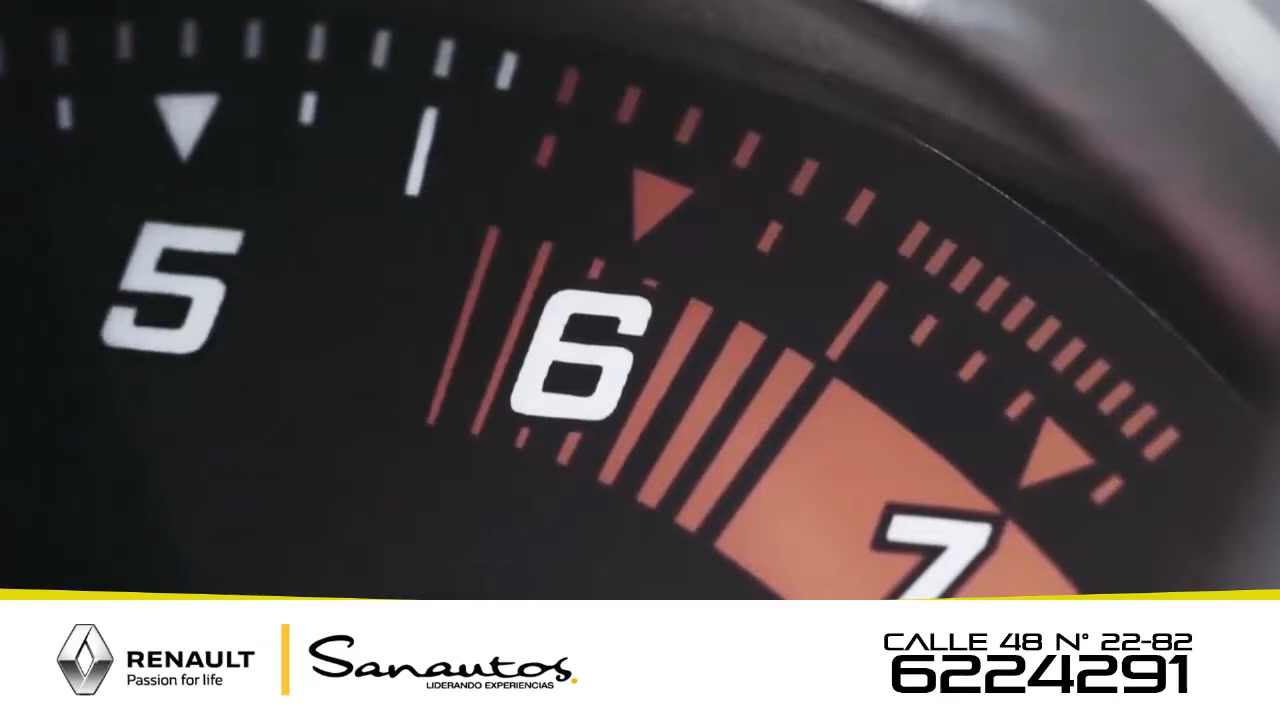 5
6
7
RENAULT
Passion for life
Sanautos
LIDERANDO EXPERIENCIAS
CALLE 48 N° 22-82
6224291